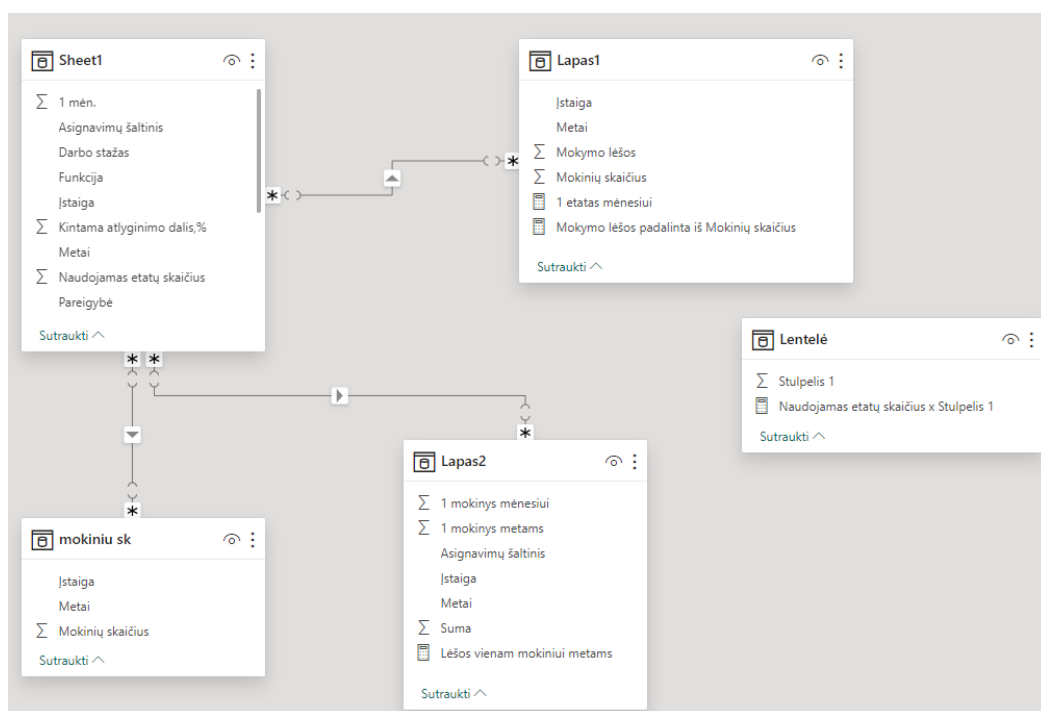 Sheet1
1 mėn.
Asignavimų šaltinis
Darbo stažas
Funkcija
Įstaiga
Kintama atlyginimo dalis,%
Metai
Naudojamas etatų skaičius
Pareigybė
Sutraukti
Lapas1
Įstaiga
Metai
Mokymo lėšos
Mokinių skaičius
1 etatas mėnesiui
Mokymo lėšos padalinta iš Mokinių skaičius
Sutraukti
Lentelė
Stulpelis 1
Naudojamas etatų skaičius x Stulpelis 1
Sutraukti
Lapas2
1 mokinys mėnesiui
1 mokinys metams
Asignavimų šaltinis
Įstaiga
Metai
Suma
Lėšos vienam mokiniui metams
Sutraukti
mokiniu sk
Įstaiga
Metai
Mokinių skaičius
Sutraukti